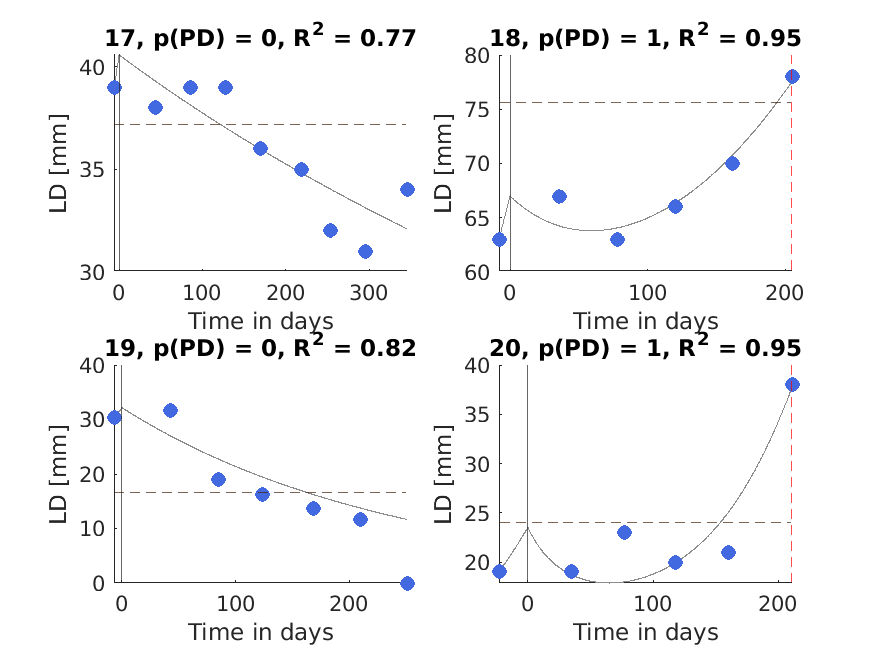 17, p(PD) = 0, R² = 0.77
LD [mm]
40
35
30
0 100 200 300
Time in days
18, p(PD) = 1, R² = 0.95
LD [mm]
80
75
70
65
60
0 100 200
Time in days
19, p(PD) = 0, R² = 0.82
LD [mm]
40
30
20
10
0
0 100 200
Time in days
20, p(PD) = 1, R² = 0.95
LD [mm]
40
35
30
25
20
0 100 200
Time in days